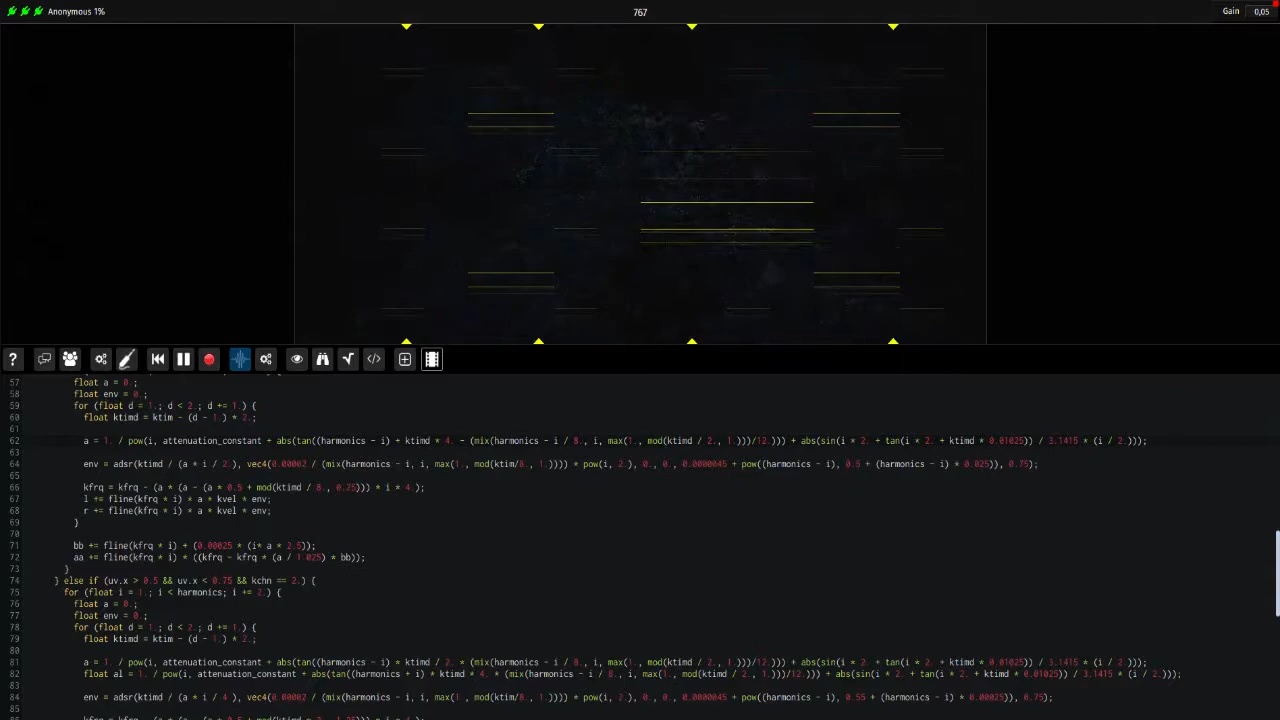 Anonymous 1%
767
Gain 0,05
?
57 float a = 0.;
58 float env = 0.;
59 for (float d = 1.; d < 2.; d += 1.) {
60 float ktimd = ktim - (d - 1.) * 2.;
61
62 a = 1. / pow(i, attenuation_constant + abs(tan((harmonics - i) + ktimd * 4. - (mix(harmonics - i / 8., i, max(1., mod(ktimd / 2., 1.)))/12.))) + abs(sin(i * 2. + tan(i * 2. + ktimd * 0.01025)) / 3.1415 * (i / 2.)));
63
64 env = adsr(ktimd / (a * i / 2.), vec4(0.00002 / (mix(harmonics - i, i, max(1., mod(ktim/8., 1.)))) * pow(i, 2.), 0., 0., 0.0000045 + pow((harmonics - i), 0.5 + (harmonics - i) * 0.025)), 0.75);
65
66 kfrq = kfrq - (a * (a - (a * 0.5 + mod(ktimd / 8., 0.25))) * i * 4.);
67 l += fline(kfrq * i) * a * kvel * env;
68 r += fline(kfrq * i) * a * kvel * env;
69 }
70
71 bb += fline(kfrq * i) + (0.00025 * (i* a * 2.5));
72 aa += fline(kfrq * i) * ((kfrq - kfrq * (a / 1.025) * bb));
73 }
74 } else if (uv.x > 0.5 && uv.x < 0.75 && kchn == 2.) {
75 for (float i = 1.; i < harmonics; i += 2.) {
76 float a = 0.;
77 float env = 0.;
78 for (float d = 1.; d < 2.; d += 1.) {
79 float ktimd = ktim - (d - 1.) * 2.;
80
81 a = 1. / pow(i, attenuation_constant + abs(tan((harmonics - i) * ktimd / 2. * (mix(harmonics - i / 8., i, max(1., mod(ktimd / 2., 1.)))/12.))) + abs(sin(i * 2. + tan(i * 2. + ktimd * 0.01025)) / 3.1415 * (i / 2.)));
82 float al = 1. / pow(i, attenuation_constant + abs(tan((harmonics + i) * ktimd * 4. * (mix(harmonics - i / 8., i, max(1., mod(ktimd / 2., 1.)))/12.))) + abs(sin(i * 2. + tan(i * 2. + ktimd * 0.01025)) / 3.1415 * (i / 2.)));
83
84 env = adsr(ktimd / (a * i / 4.), vec4(0.00002 / (mix(harmonics - i, i, max(1., mod(ktimd / 8., 1.)))) * pow(i, 2.), 0., 0., 0.0000045 + pow((harmonics - i), 0.55 + (harmonics - i) * 0.00025)), 0.75);
85